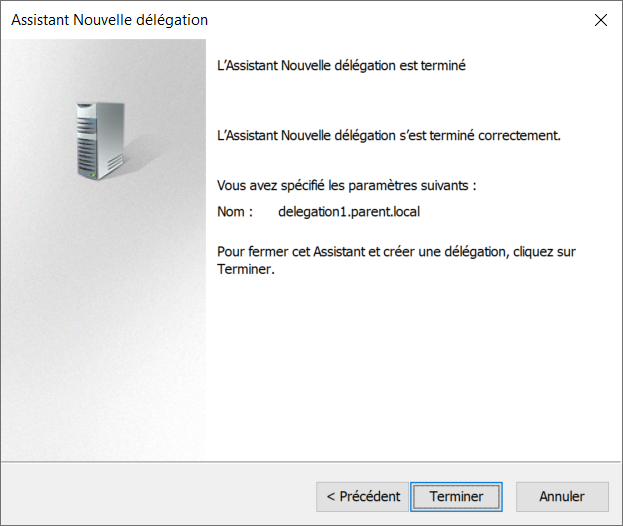 Assistant Nouvelle délégation
L’Assistant Nouvelle délégation est terminé
L’Assistant Nouvelle délégation s’est terminé correctement.
Vous avez spécifié les paramètres suivants :
Nom : delegation1.parent.local
Pour fermer cet Assistant et créer une délégation, cliquez sur
Terminer.
< Précédent Terminer Annuler